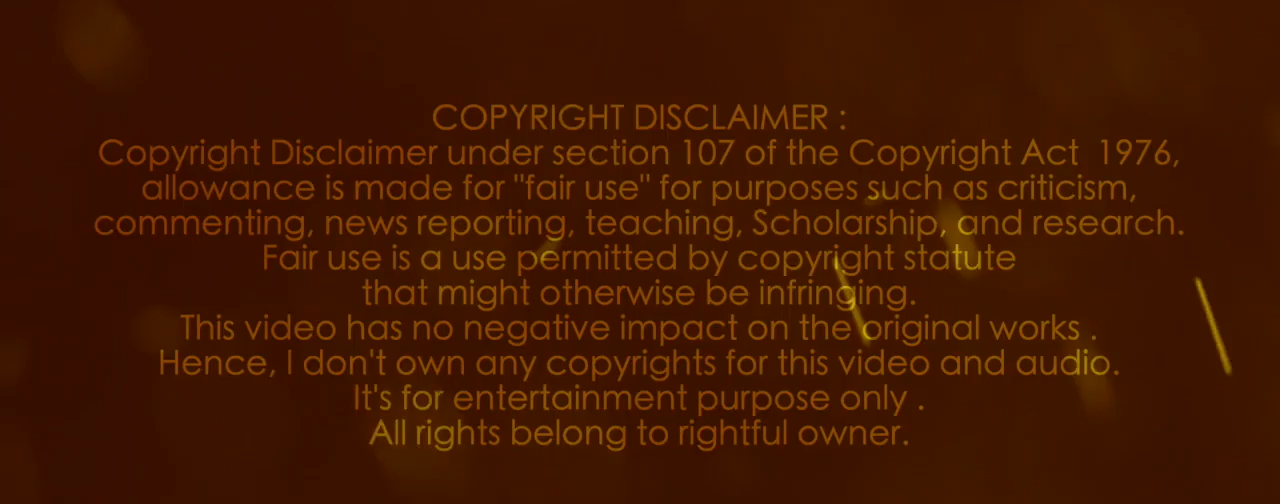 COPYRIGHT DISCLAIMER :
Copyright Disclaimer under section 107 of the Copyright Act  1976,
allowance is made for "fair use" for purposes such as criticism,
commenting, news reporting, teaching, Scholarship, and research.
Fair use is a use permitted by copyright statute
that might otherwise be infringing.
This video has no negative impact on the original works .
Hence, I don't own any copyrights for this video and audio.
It's for entertainment purpose only .
All rights belong to rightful owner.